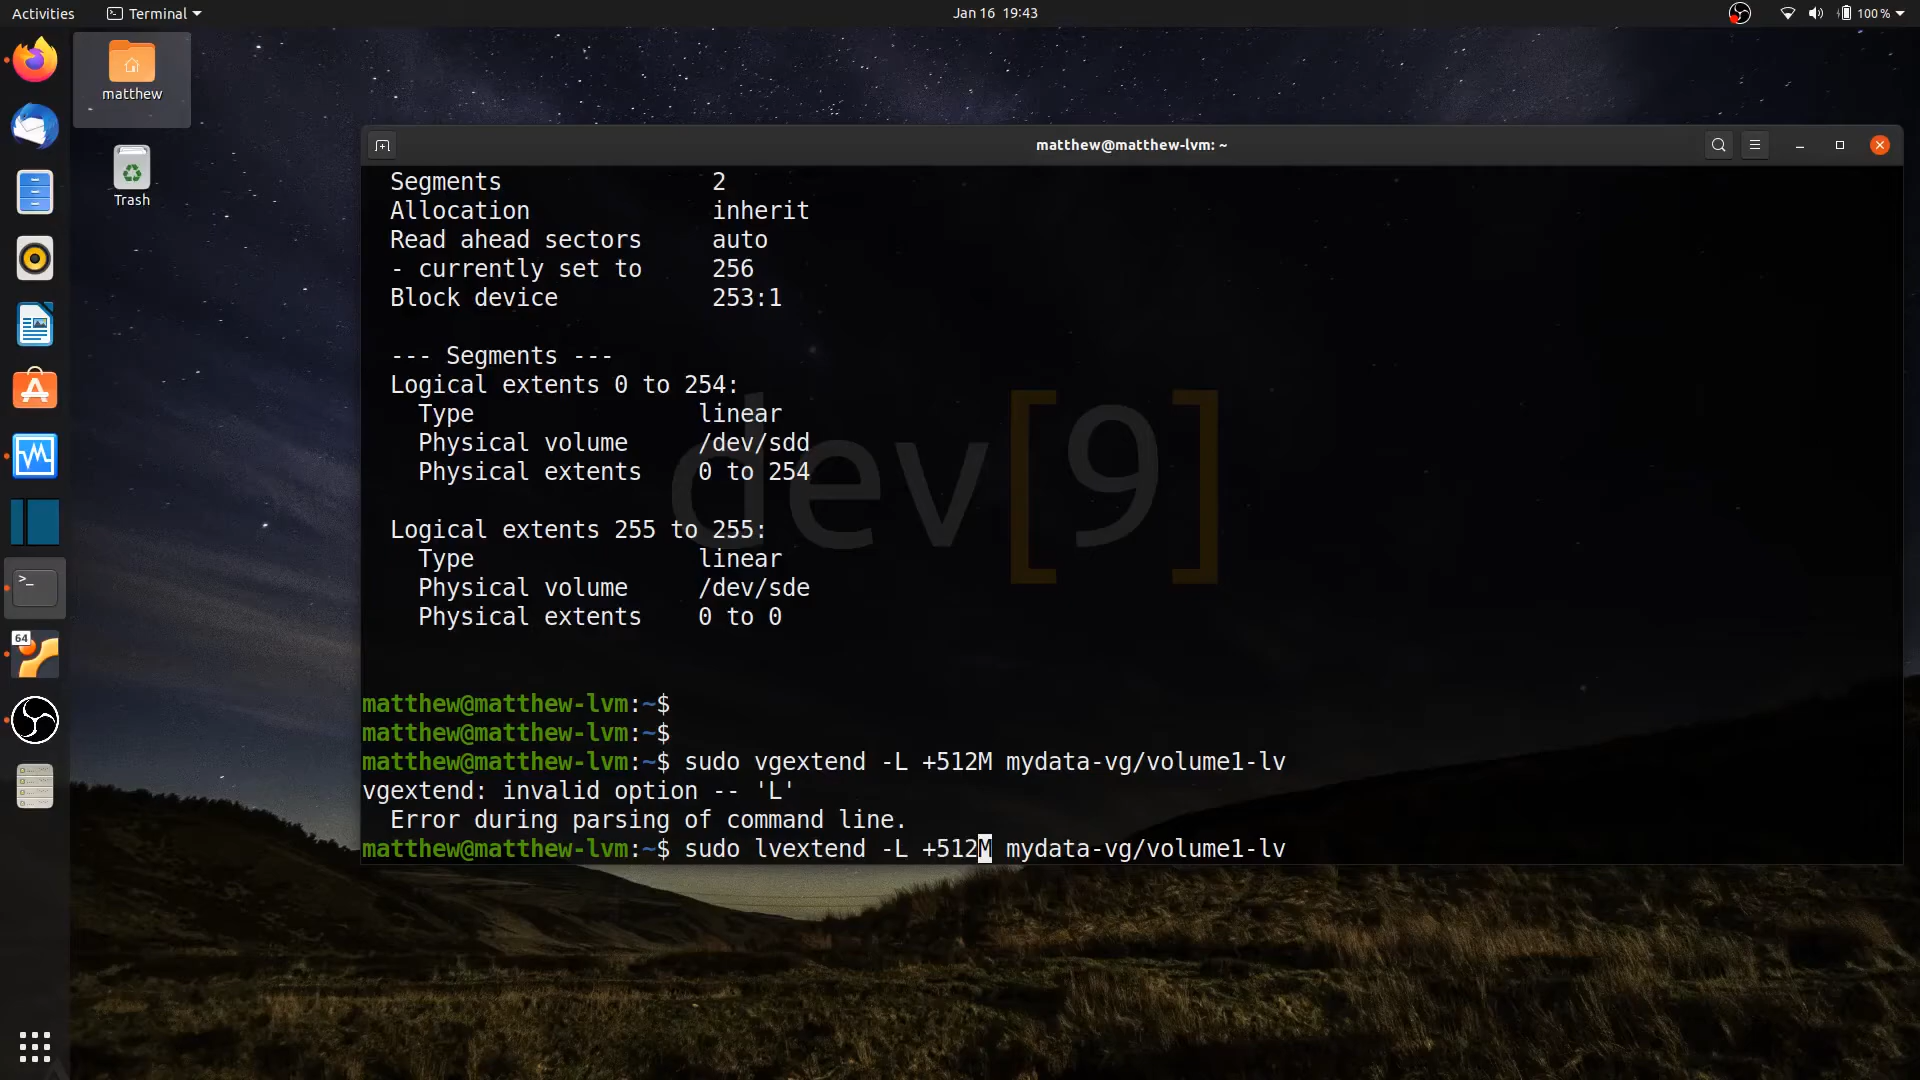 Activities
Terminal
Jan 16 19:43
100 %
matthew
Trash
matthew@matthew-lvm: ~
Segments 2
Allocation inherit
Read ahead sectors auto
- currently set to 256
Block device 253:1
--- Segments ---
Logical extents 0 to 254:
Type linear
Physical volume /dev/sdd
Physical extents 0 to 254
Logical extents 255 to 255:
Type linear
Physical volume /dev/sde
Physical extents 0 to 0
matthew@matthew-lvm:~$
matthew@matthew-lvm:~$
matthew@matthew-lvm:~$ sudo vgextend -L +512M mydata-vg/volume1-lv
vgextend: invalid option -- 'L'
Error during parsing of command line.
matthew@matthew-lvm:~$ sudo lvextend -L +512M mydata-vg/volume1-lv
dev[9]
64